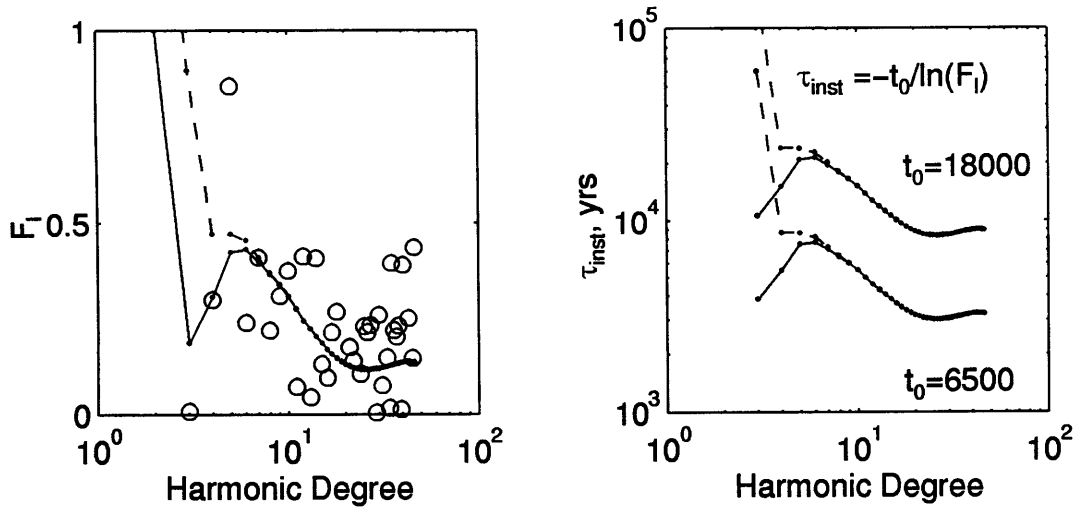 1
F_l
0.5
0
10^0
10^1
10^2
Harmonic Degree
10^5
τ_inst =−t_0/ln(F_l)
t_0=18000
10^4
τ_inst, yrs
t_0=6500
10^3
10^0
10^1
10^2
Harmonic Degree